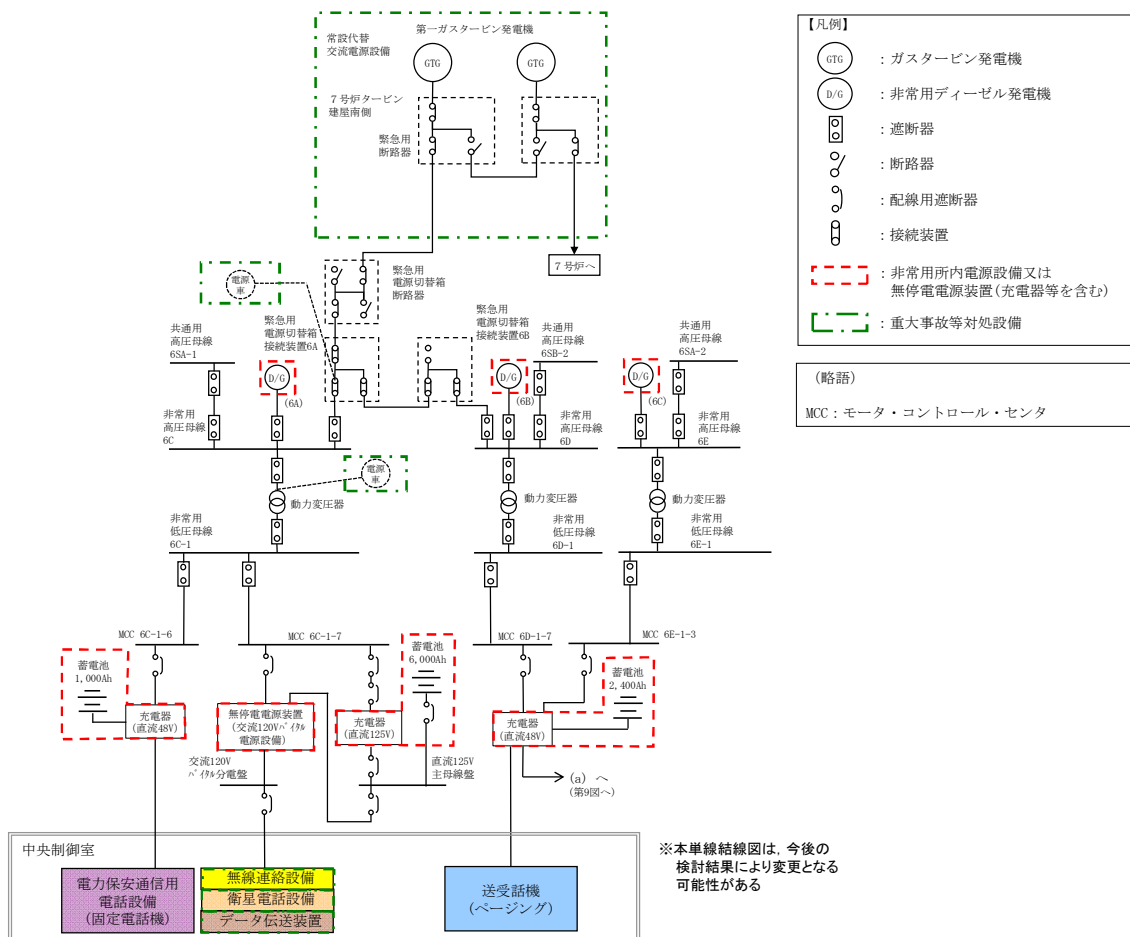 常設代替
交流電源設備
第一ガスタービン発電機
GTG
GTG
7号炉タービン
建屋南側
緊急用
断路器
7号炉へ
電源
車
緊急用
電源切替箱
断路器
緊急用
電源切替箱
接続装置6A
緊急用
電源切替箱
接続装置6B
共通用
高圧母線
6SA-1
共通用
高圧母線
6SB-2
共通用
高圧母線
6SA-2
D/G
(6A)
D/G
(6B)
D/G
(6C)
非常用
高圧母線
6C
非常用
高圧母線
6D
非常用
高圧母線
6E
電源
車
動力変圧器
動力変圧器
動力変圧器
非常用
低圧母線
6C-1
非常用
低圧母線
6D-1
非常用
低圧母線
6E-1
MCC 6C-1-6
MCC 6C-1-7
MCC 6D-1-7
MCC 6E-1-3
蓄電池
1,000Ah
蓄電池
6,000Ah
蓄電池
2,400Ah
充電器
(直流48V)
無停電電源装置
(交流120Vバイタル
電源設備)
充電器
(直流125V)
充電器
(直流48V)
交流120V
バイタル分電盤
直流125V
主母線盤
(a) へ
(第9図へ)
中央制御室
電力保安通信用
電話設備
(固定電話機)
無線連絡設備
衛星電話設備
データ伝送装置
送受話機
(ページング)
※本単線結線図は，今後の
検討結果により変更となる
可能性がある
【凡例】
GTG
：ガスタービン発電機
D/G
：非常用ディーゼル発電機
：遮断器
：断路器
：配線用遮断器
：接続装置
：非常用所内電源設備又は
無停電電源装置(充電器等を含む)
：重大事故等対処設備
(略語)
MCC：モータ・コントロール・センタ